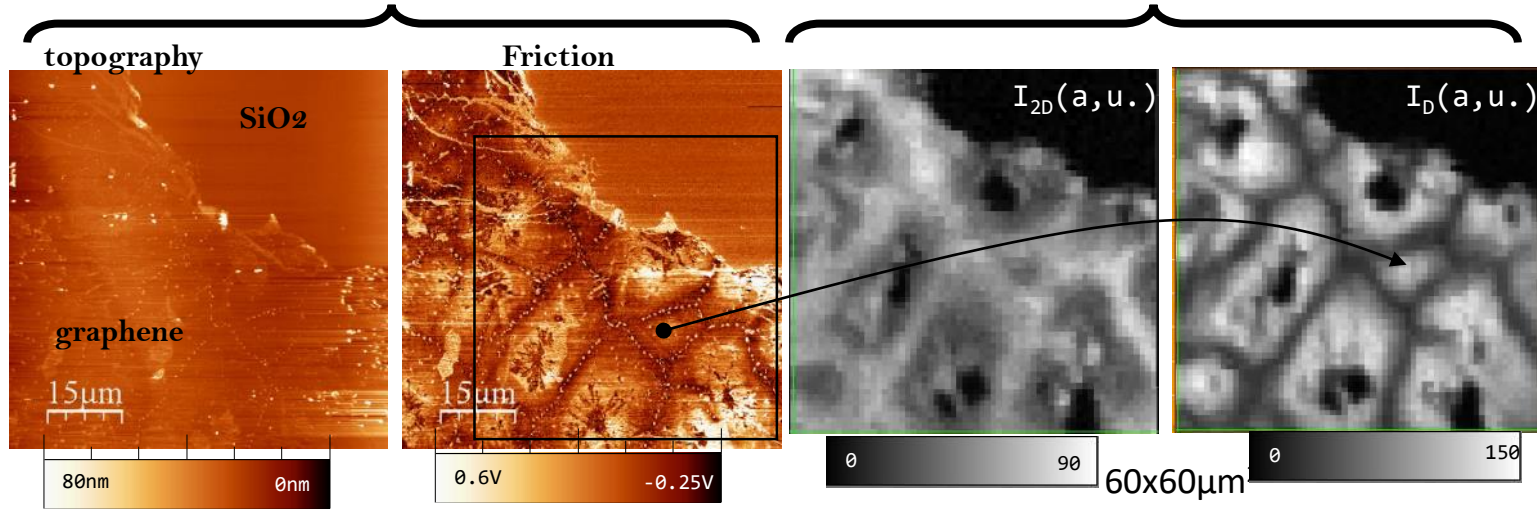 topography
Friction
SiO2
I2D(a,u.)
ID(a,u.)
graphene
15µm
15µm
80nm
0nm
0.6V
-0.25V
0
90
60x60µm
0
150